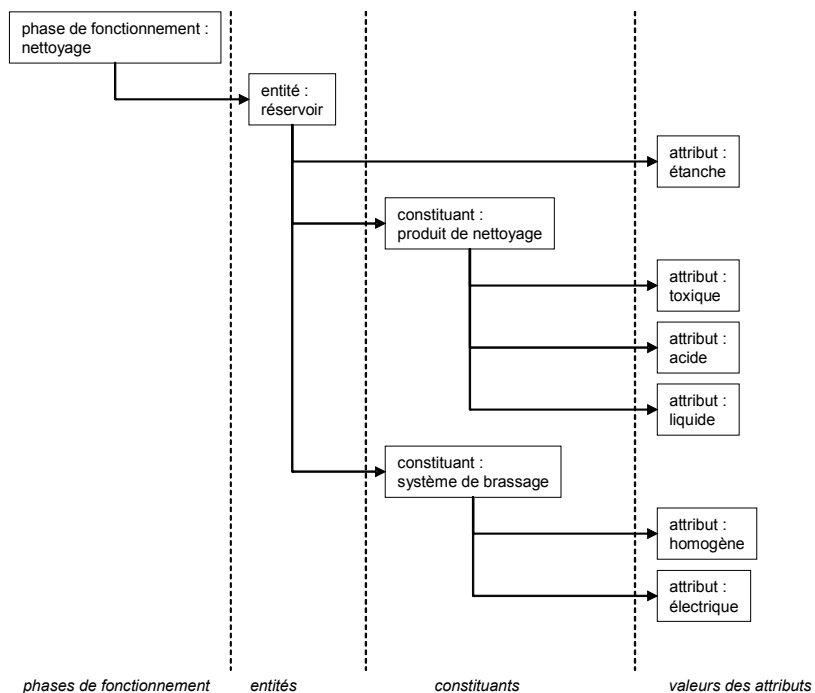 phase de fonctionnement :
nettoyage
entité :
réservoir
attribut :
étanche
constituant :
produit de nettoyage
attribut :
toxique
attribut :
acide
attribut :
liquide
constituant :
système de brassage
attribut :
homogène
attribut :
électrique
phases de fonctionnement
entités
constituants
valeurs des attributs